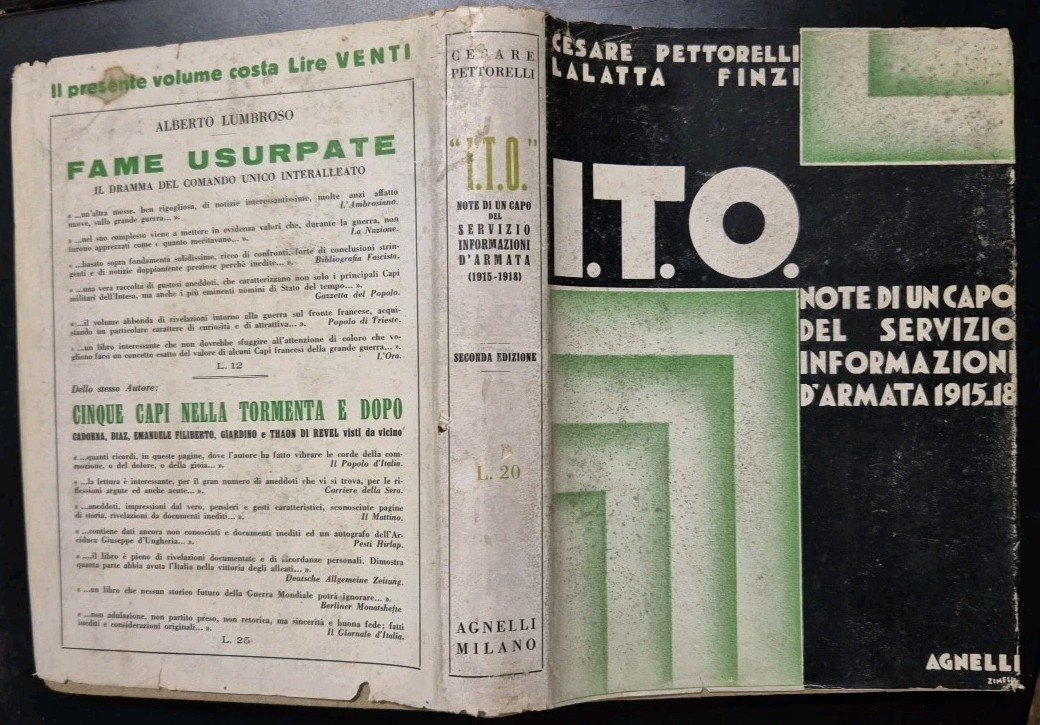 Il presente volume costa Lire VENTI
ALBERTO LUMBROSO
FAME USURPATE
IL DRAMMA DEL COMANDO UNICO INTERALLEATO
« ...un'altra messe, ben rigogliosa, di notizie interessantissime, molte anzi affatto
nuove, sulla grande guerra... ». L'Ambrosiano.
« ...nel suo complesso viene a mettere in evidenza valori che, durante la guerra, non
furono apprezzati come e quanto meritavano... ». La Nazione.
« ...basato sopra fondamenta solidissime, ricco di confronti, forte di conclusioni strin-
genti e di notizie doppiamente preziose perchè inedite... ». Bibliografia Fascista.
« ...una vera raccolta di gustosi aneddoti, che caratterizzano non solo i principali Capi
militari dell'Intesa, ma anche i più eminenti uomini di Stato del tempo... ».
Gazzetta del Popolo.
« ...il volume abbonda di rivelazioni intorno alla guerra sul fronte francese, acqui-
stando un particolare carattere di curiosità e di attrattiva... ». Popolo di Trieste.
« ...un libro interessante che non dovrebbe sfuggire all'attenzione di coloro che vo-
gliono farsi un concetto esatto del valore di alcuni Capi francesi della grande guerra... ».
L'Ora.
L. 12
Dello stesso Autore:
CINQUE CAPI NELLA TORMENTA E DOPO
CADORNA, DIAZ, EMANUELE FILIBERTO, GIARDINO e THAON DI REVEL visti da vicino
« ...quanti ricordi, in queste pagine, dove l'autore ha fatto vibrare le corde della com-
mozione, o del dolore, o della gioia... ». Il Popolo d'Italia.
« ...la lettura è interessante, per il gran numero di aneddoti che vi si trova, per le ri-
flessioni argute ed anche acute... ». Corriere della Sera.
« ...aneddoti, impressioni dal vero, pensieri e gesti caratteristici, sconosciute pagine
di storia, rivelazioni da documenti inediti... ». Il Mattino.
« ...contiene dati ancora non conosciuti e documenti inediti ed un autografo dell'Ar-
ciduca Giuseppe d'Ungheria... ». Pesti Hirlap.
« ....il libro è pieno di rivelazioni documentate e di ricordanze personali. Dimostra
quanta parte abbia avuta l'Italia nella vittoria degli alleati... ».
Deutsche Allgemeine Zeitung.
« ...un libro che nessun storico futuro della Guerra Mondiale potrà ignorare... ».
Berliner Monatshefte
« ...non adulazione, non partito preso, non retorica, ma sincerità e buona fede; fatti
inediti e considerazioni originali... ». Il Giornale d'Italia.
L. 25
CESARE
PETTORELLI
"I.T.O."
NOTE DI UN CAPO
DEL
SERVIZIO
INFORMAZIONI
D'ARMATA
(1915-1918)
SECONDA EDIZIONE
L. 20
AGNELLI
MILANO
CESARE PETTORELLI
LALATTA FINZI
I.T.O.
NOTE DI UN CAPO
DEL SERVIZIO
INFORMAZIONI
D'ARMATA 1915-18
AGNELLI